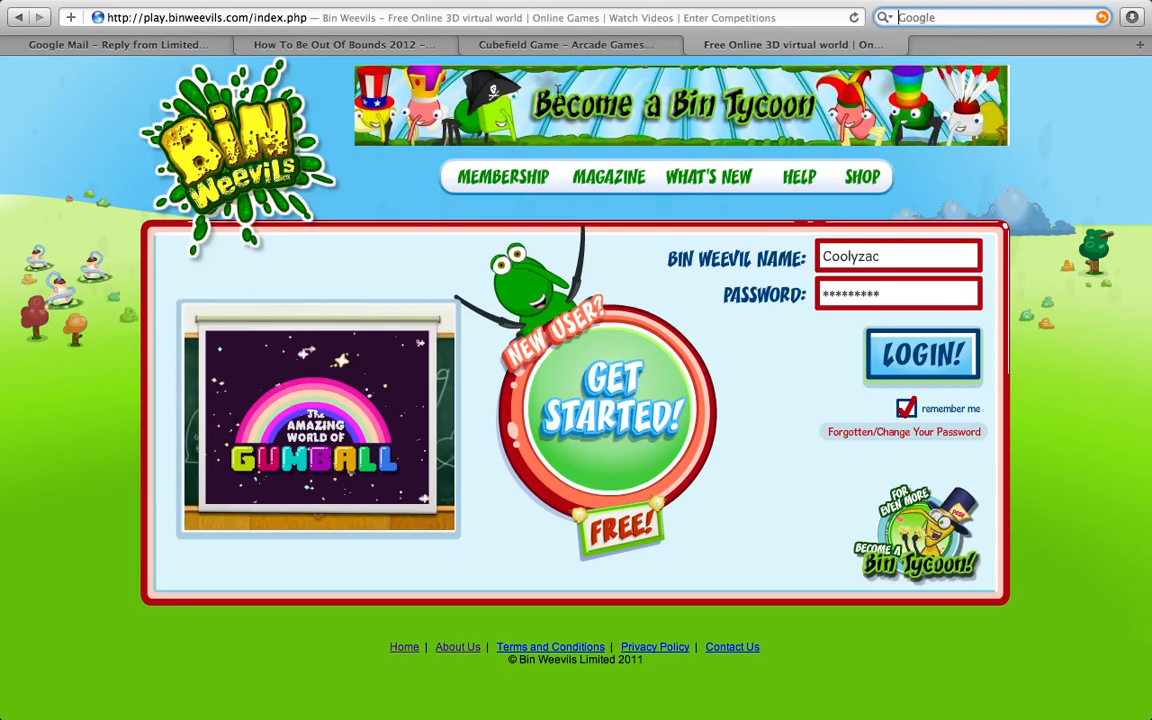 http://play.binweevils.com/index.php — Bin Weevils - Free Online 3D virtual world | Online Games | Watch Videos | Enter Competitions
Google
Google Mail - Reply from Limited...
How To Be Out Of Bounds 2012 -...
Cubefield Game - Arcade Games...
Free Online 3D virtual world | On...
BiN
Weevils
Become a Bin Tycoon
MEMBERSHIP
MAGAZINE
WHAT'S NEW
HELP
SHOP
BIN WEEVIL NAME:
Coolyzac
PASSWORD:
*********
LOGIN!
remember me
Forgotten/Change Your Password
The
AMAZING
WORLD OF
GUMBALL
NEW USER?
GET
STARTED!
FREE!
FOR
EVEN MORE
BECOME A
Bin Tycoon!
Home | About Us | Terms and Conditions | Privacy Policy | Contact Us
© Bin Weevils Limited 2011